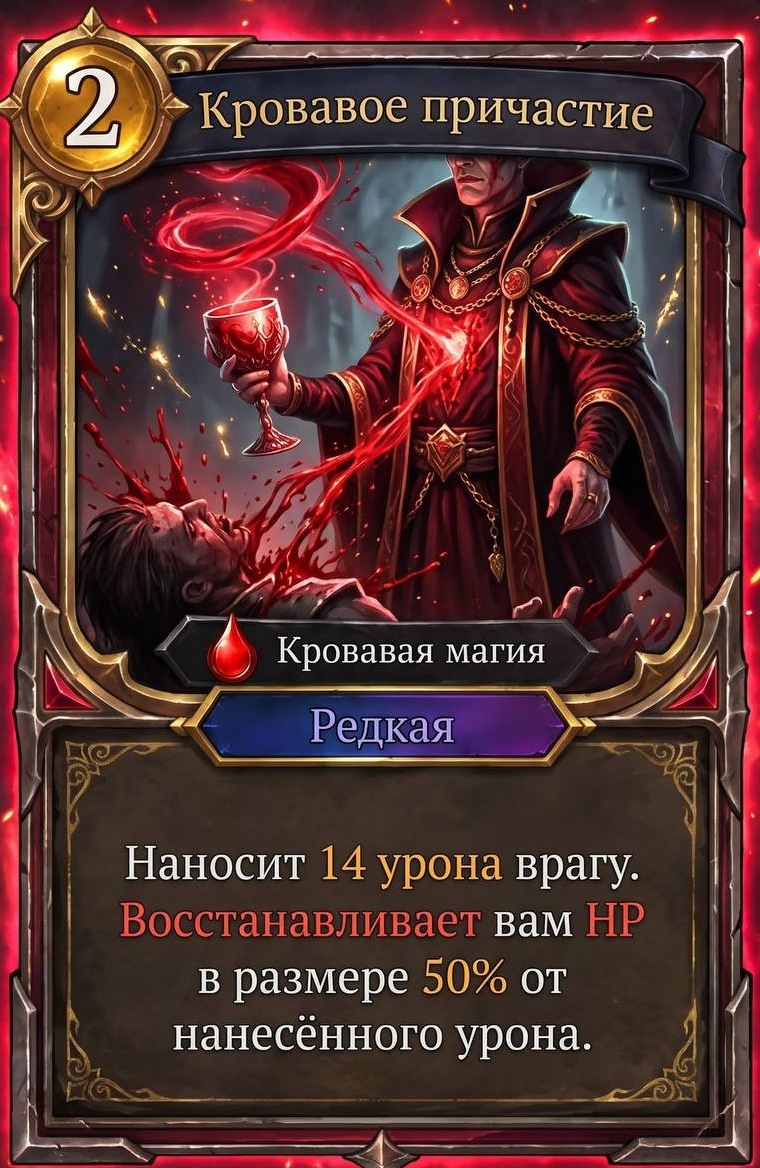 2
Кровавое причастие
Кровавая магия
Редкая
Наносит 14 урона врагу.
Восстанавливает вам HP
в размере 50% от
нанесённого урона.